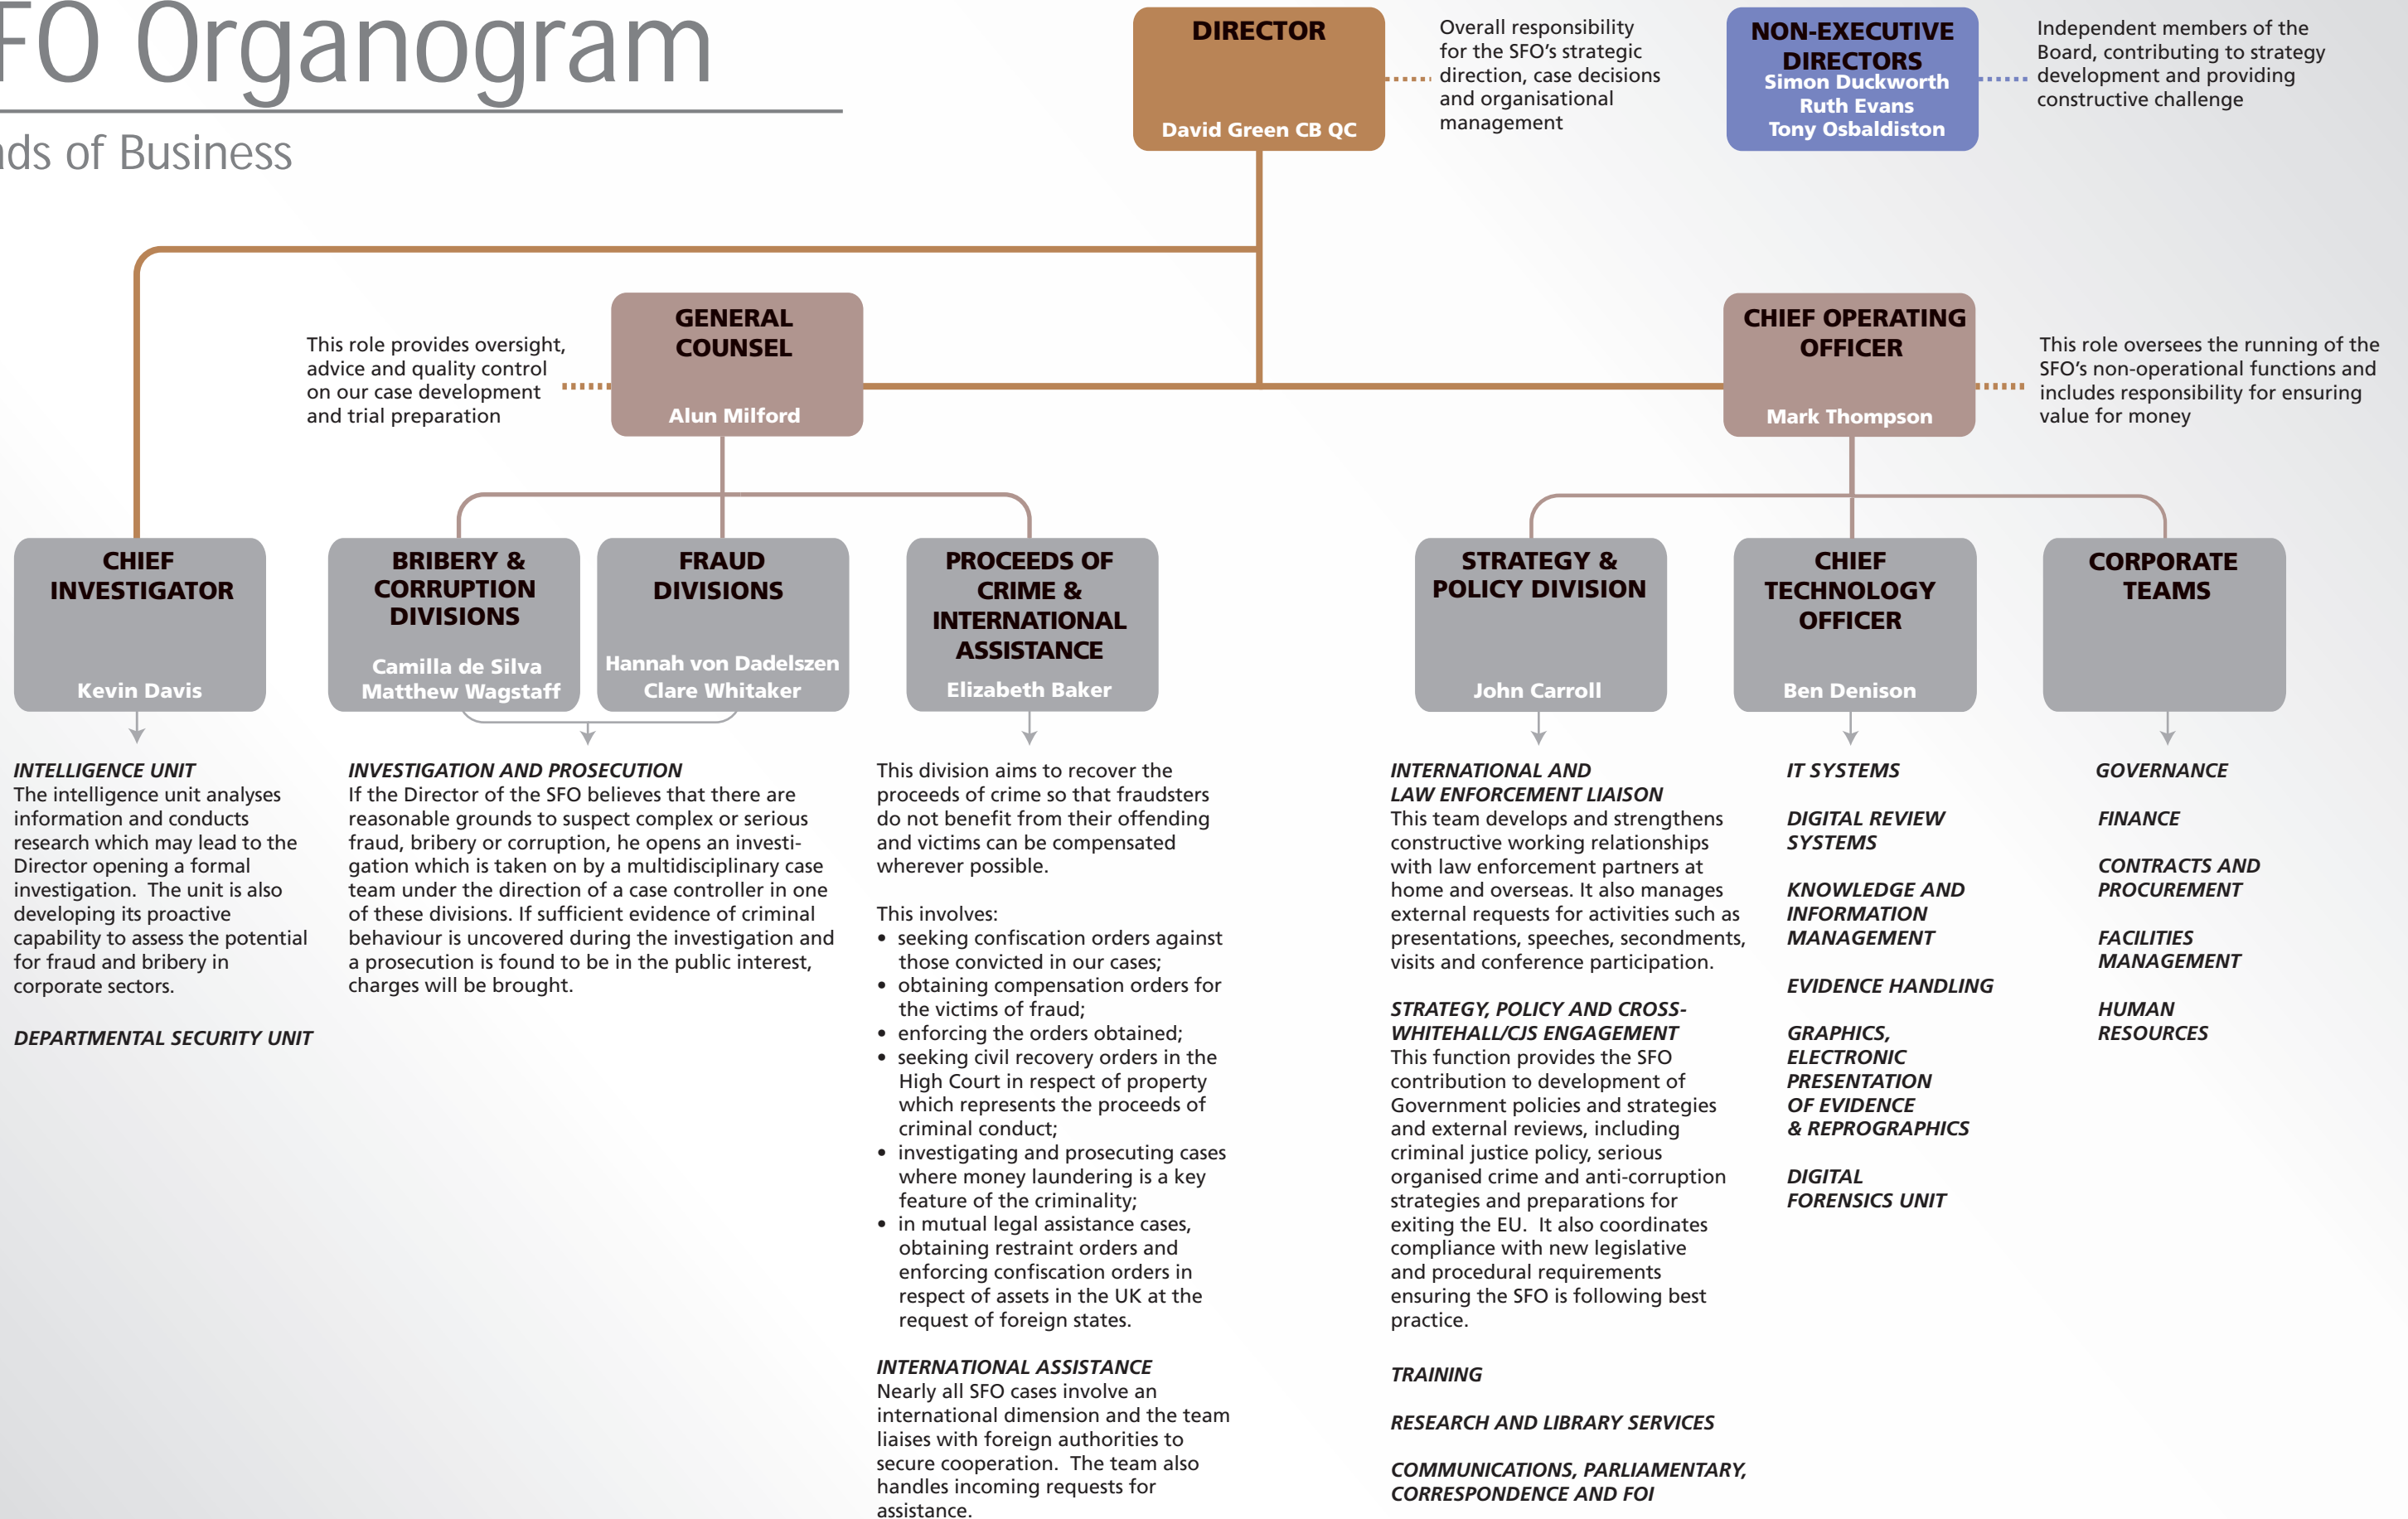 FO Organogram
ds of Business
DIRECTOR
David Green CB QC
Overall responsibility
for the SFO's strategic
direction, case decisions
and organisational
management
NON-EXECUTIVE
DIRECTORS
Simon Duckworth
Ruth Evans
Tony Osbaldiston
Independent members of the
Board, contributing to strategy
development and providing
constructive challenge
This role provides oversight,
advice and quality control
on our case development
and trial preparation
GENERAL
COUNSEL
Alun Milford
CHIEF OPERATING
OFFICER
Mark Thompson
This role oversees the running of the
SFO's non-operational functions and
includes responsibility for ensuring
value for money
CHIEF
INVESTIGATOR
Kevin Davis
BRIBERY &
CORRUPTION
DIVISIONS
Camilla de Silva
Matthew Wagstaff
FRAUD
DIVISIONS
Hannah von Dadelszen
Clare Whitaker
PROCEEDS OF
CRIME &
INTERNATIONAL
ASSISTANCE
Elizabeth Baker
STRATEGY &
POLICY DIVISION
John Carroll
CHIEF
TECHNOLOGY
OFFICER
Ben Denison
CORPORATE
TEAMS
INTELLIGENCE UNIT
The intelligence unit analyses
information and conducts
research which may lead to the
Director opening a formal
investigation.  The unit is also
developing its proactive
capability to assess the potential
for fraud and bribery in
corporate sectors.
DEPARTMENTAL SECURITY UNIT
INVESTIGATION AND PROSECUTION
If the Director of the SFO believes that there are
reasonable grounds to suspect complex or serious
fraud, bribery or corruption, he opens an investi-
gation which is taken on by a multidisciplinary case
team under the direction of a case controller in one
of these divisions. If sufficient evidence of criminal
behaviour is uncovered during the investigation and
a prosecution is found to be in the public interest,
charges will be brought.
This division aims to recover the
proceeds of crime so that fraudsters
do not benefit from their offending
and victims can be compensated
wherever possible.
This involves:
• seeking confiscation orders against
those convicted in our cases;
• obtaining compensation orders for
the victims of fraud;
• enforcing the orders obtained;
• seeking civil recovery orders in the
High Court in respect of property
which represents the proceeds of
criminal conduct;
• investigating and prosecuting cases
where money laundering is a key
feature of the criminality;
• in mutual legal assistance cases,
obtaining restraint orders and
enforcing confiscation orders in
respect of assets in the UK at the
request of foreign states.
INTERNATIONAL ASSISTANCE
Nearly all SFO cases involve an
international dimension and the team
liaises with foreign authorities to
secure cooperation.  The team also
handles incoming requests for
assistance.
INTERNATIONAL AND
LAW ENFORCEMENT LIAISON
This team develops and strengthens
constructive working relationships
with law enforcement partners at
home and overseas. It also manages
external requests for activities such as
presentations, speeches, secondments,
visits and conference participation.
STRATEGY, POLICY AND CROSS-
WHITEHALL/CJS ENGAGEMENT
This function provides the SFO
contribution to development of
Government policies and strategies
and external reviews, including
criminal justice policy, serious
organised crime and anti-corruption
strategies and preparations for
exiting the EU.  It also coordinates
compliance with new legislative
and procedural requirements
ensuring the SFO is following best
practice.
TRAINING
RESEARCH AND LIBRARY SERVICES
COMMUNICATIONS, PARLIAMENTARY,
CORRESPONDENCE AND FOI
IT SYSTEMS
DIGITAL REVIEW
SYSTEMS
KNOWLEDGE AND
INFORMATION
MANAGEMENT
EVIDENCE HANDLING
GRAPHICS,
ELECTRONIC
PRESENTATION
OF EVIDENCE
& REPROGRAPHICS
DIGITAL
FORENSICS UNIT
GOVERNANCE
FINANCE
CONTRACTS AND
PROCUREMENT
FACILITIES
MANAGEMENT
HUMAN
RESOURCES